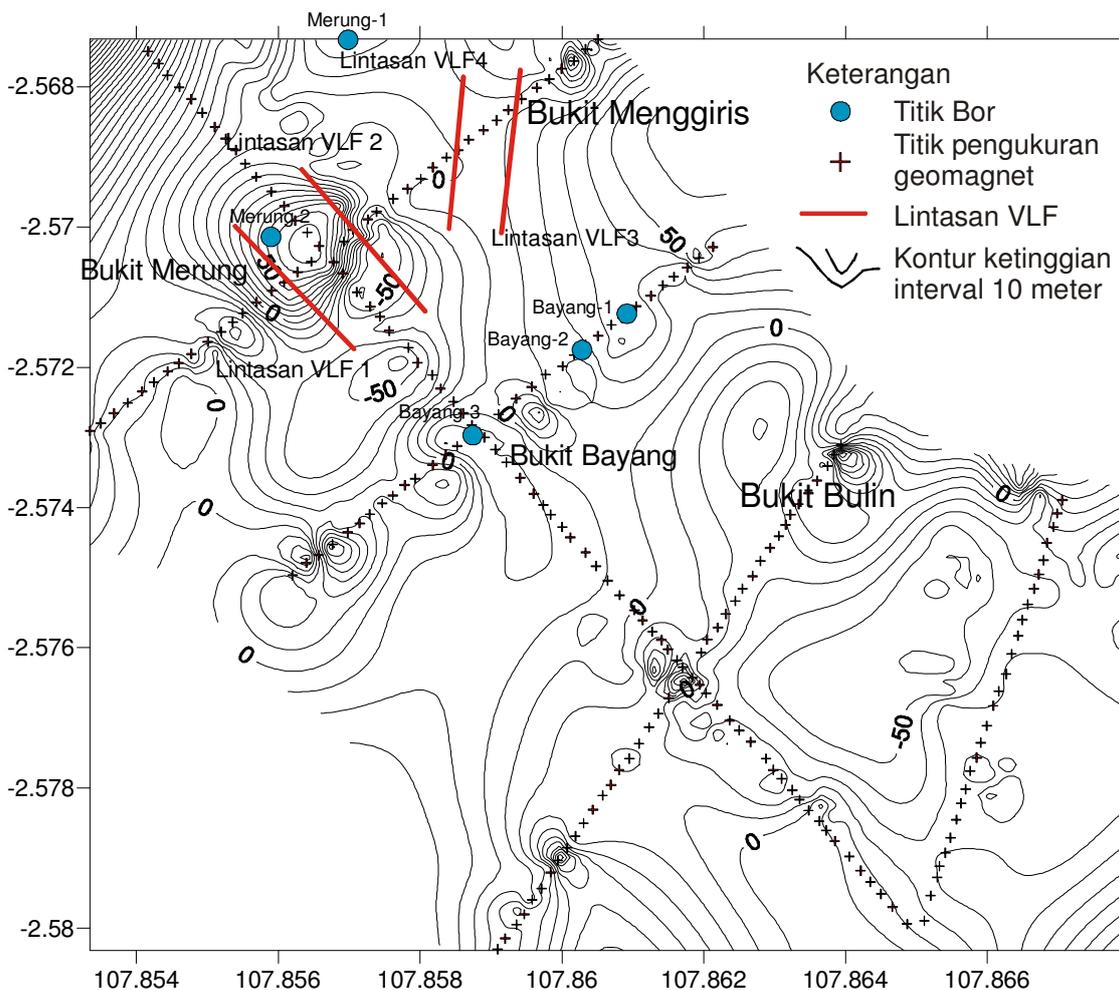 Merung-1
Lintasan VLF4
Keterangan
Titik Bor
Titik pengukuran
geomagnet
Lintasan VLF
Kontur ketinggian
interval 10 meter
-2.568
Bukit Menggiris
Lintasan VLF 2
0
-2.57
Merung-2
Lintasan VLF3
50
Bukit Merung
50
-50
0
Bayang-1
0
Bayang-2
-2.572
Lintasan VLF 1
-50
0
Bayang-3
0
Bukit Bayang
0
Bukit Bulin
0
-2.574
0
0
-2.576
0
0
-50
-2.578
0
-2.58
107.854
107.856
107.858
107.86
107.862
107.864
107.866